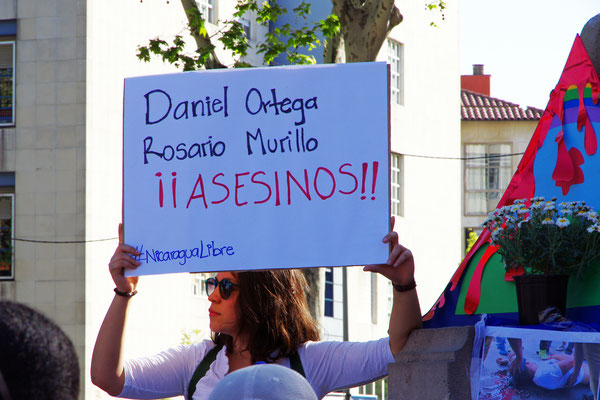 Daniel Ortega
Rosario Murillo
¡¡ASESINOS!!
#NicaraguaLibre